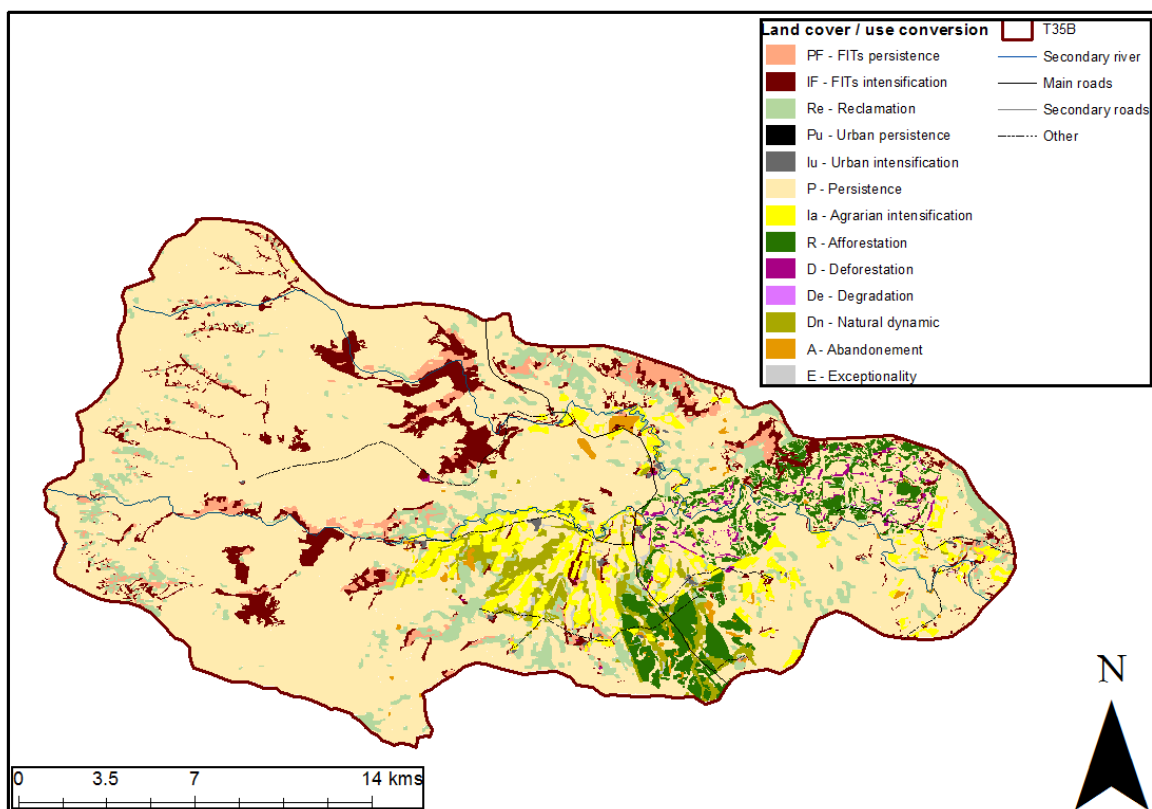 Land cover / use conversion
PF - FITs persistence
IF - FITs intensification
Re - Reclamation
Pu - Urban persistence
Iu - Urban intensification
P - Persistence
Ia - Agrarian intensification
R - Afforestation
D - Deforestation
De - Degradation
Dn - Natural dynamic
A - Abandonement
E - Exceptionality
T35B
Secondary river
Main roads
Secondary roads
Other
N
0 3.5 7 14 kms